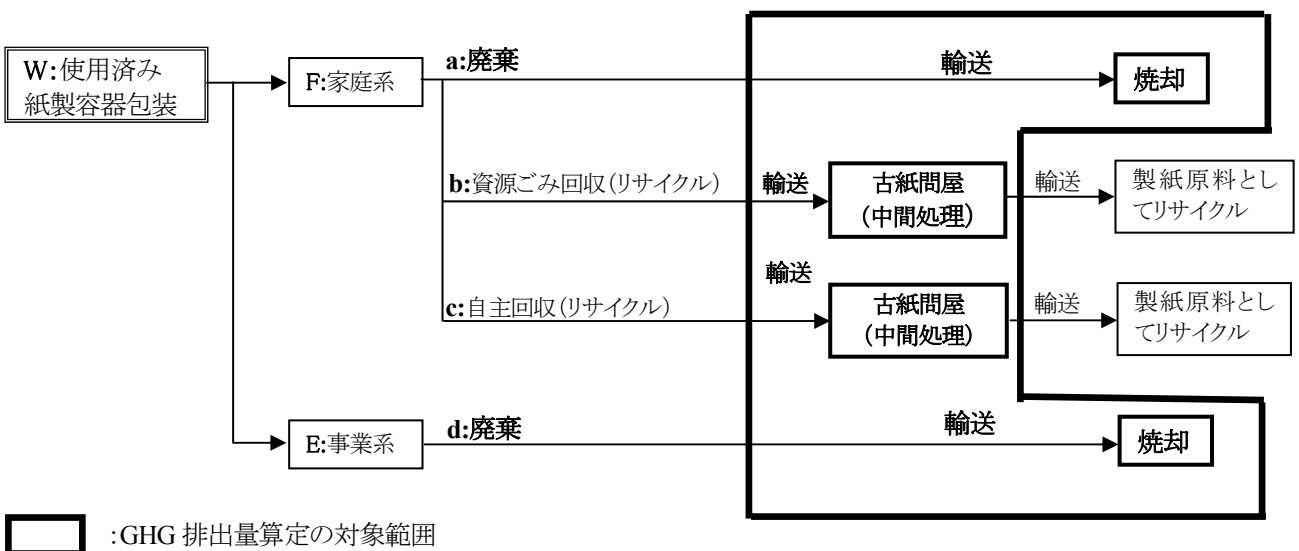 W:使用済み
紙製容器包装
F:家庭系
a:廃棄
輸送
焼却
b:資源ごみ回収(リサイクル)
輸送
古紙問屋
(中間処理)
輸送
製紙原料とし
てリサイクル
輸送
c:自主回収(リサイクル)
古紙問屋
(中間処理)
輸送
製紙原料とし
てリサイクル
E:事業系
d:廃棄
輸送
焼却
:GHG 排出量算定の対象範囲